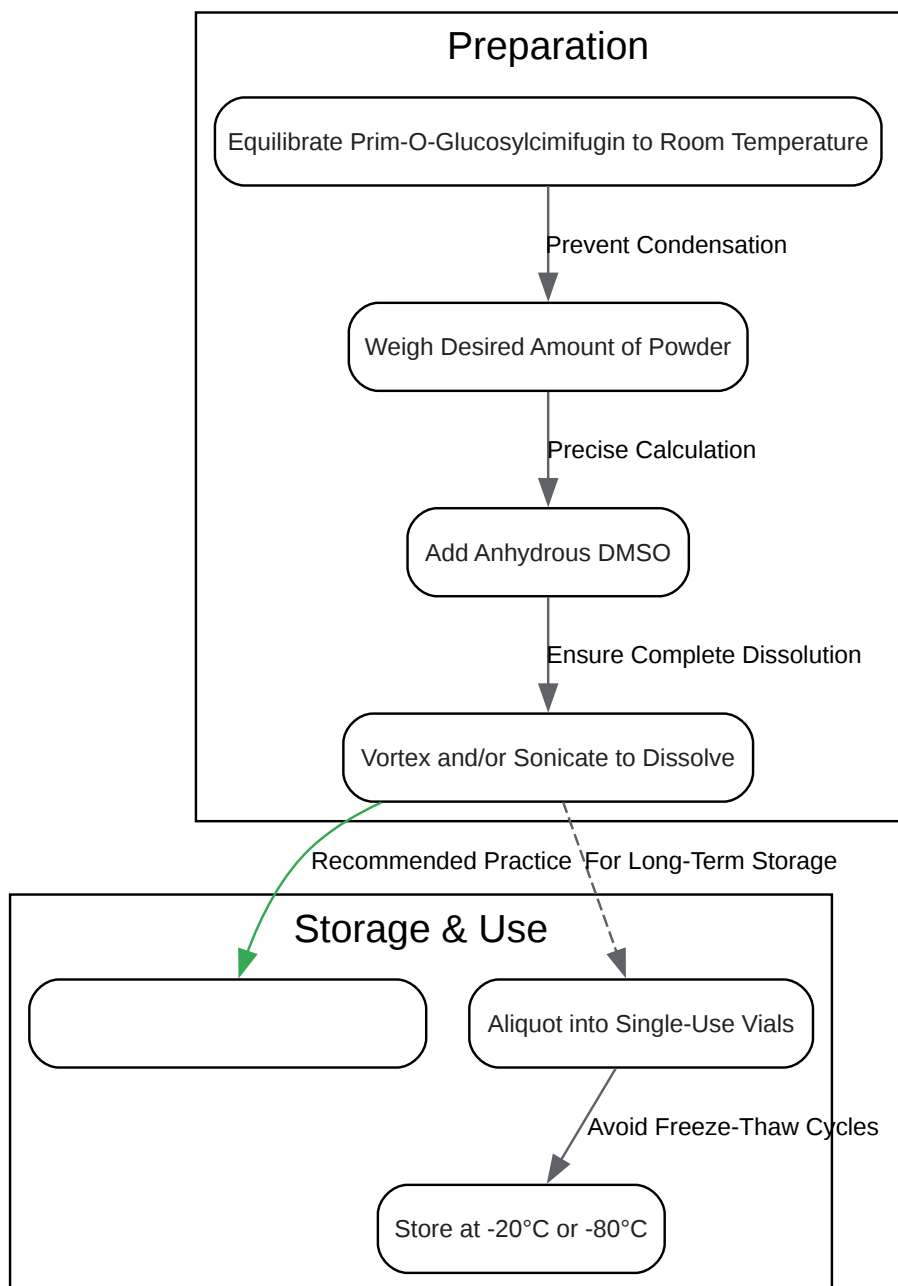 Preparation
Equilibrate Prim-O-Glucosylcimifugin to Room Temperature
Prevent Condensation
Weigh Desired Amount of Powder
Precise Calculation
Add Anhydrous DMSO
Ensure Complete Dissolution
Vortex and/or Sonicate to Dissolve
Recommended Practice
For Long-Term Storage
Storage & Use
Aliquot into Single-Use Vials
Avoid Freeze-Thaw Cycles
Store at -20°C or -80°C